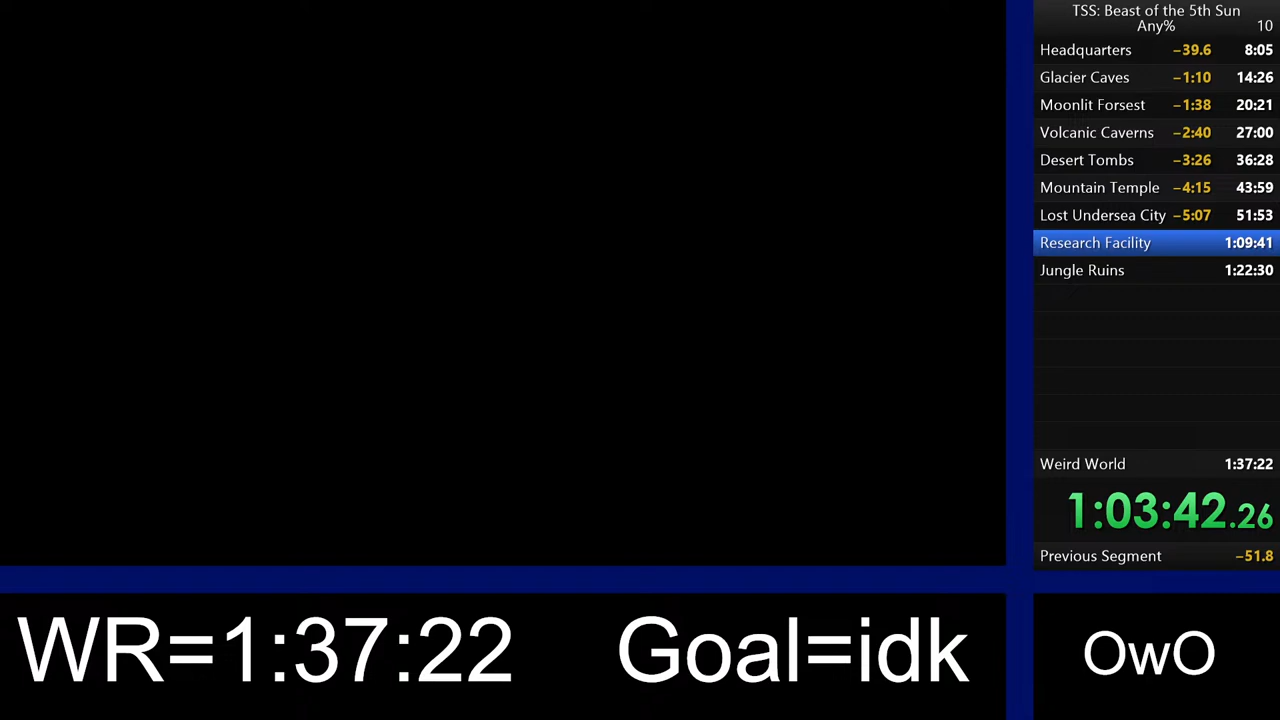 TSS: Beast of the 5th Sun
Any% 10
Headquarters −39.6 8:05
Glacier Caves −1:10 14:26
Moonlit Forsest −1:38 20:21
Volcanic Caverns −2:40 27:00
Desert Tombs −3:26 36:28
Mountain Temple −4:15 43:59
Lost Undersea City −5:07 51:53
Research Facility 1:09:41
Jungle Ruins 1:22:30
Weird World 1:37:22
1:03:42.26
Previous Segment −51.8
WR=1:37:22 Goal=idk OwO